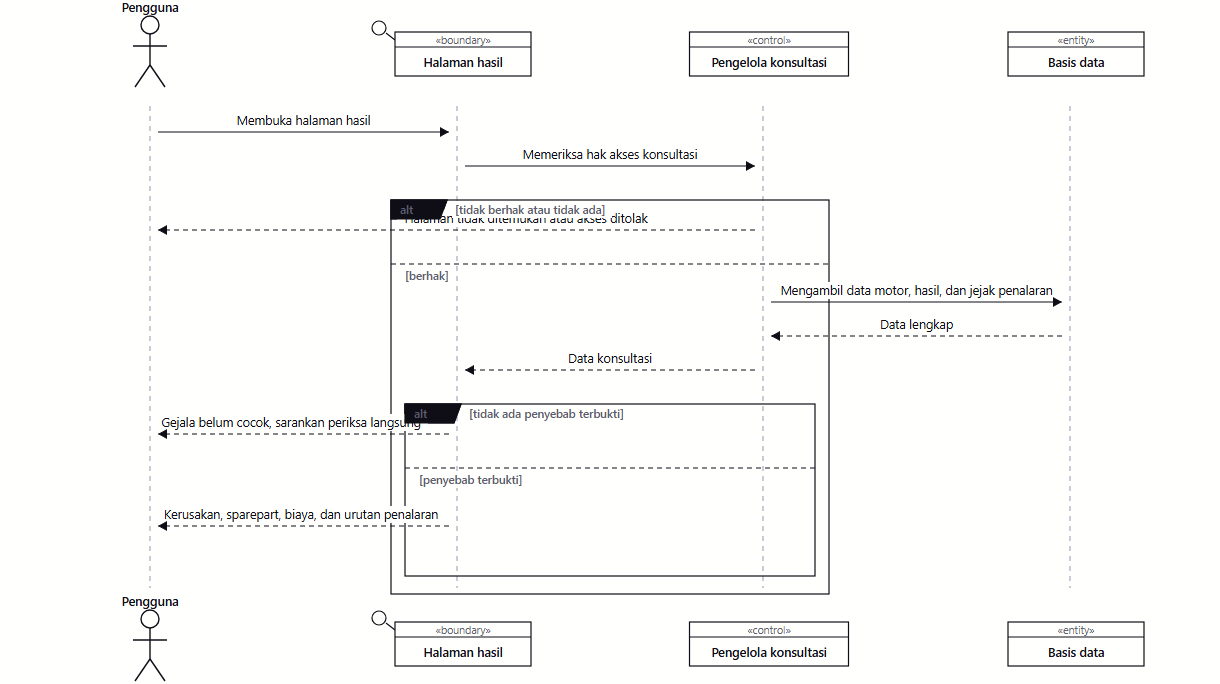 Pengguna
«boundary»
Halaman hasil
«control»
Pengelola konsultasi
«entity»
Basis data
Membuka halaman hasil
Memeriksa hak akses konsultasi
alt
[tidak berhak atau tidak ada]
Halaman tidak ditemukan atau akses ditolak
[berhak]
Mengambil data motor, hasil, dan jejak penalaran
Data lengkap
Data konsultasi
alt
[tidak ada penyebab terbukti]
Gejala belum cocok, sarankan periksa langsung
[penyebab terbukti]
Kerusakan, sparepart, biaya, dan urutan penalaran
Pengguna
«boundary»
Halaman hasil
«control»
Pengelola konsultasi
«entity»
Basis data